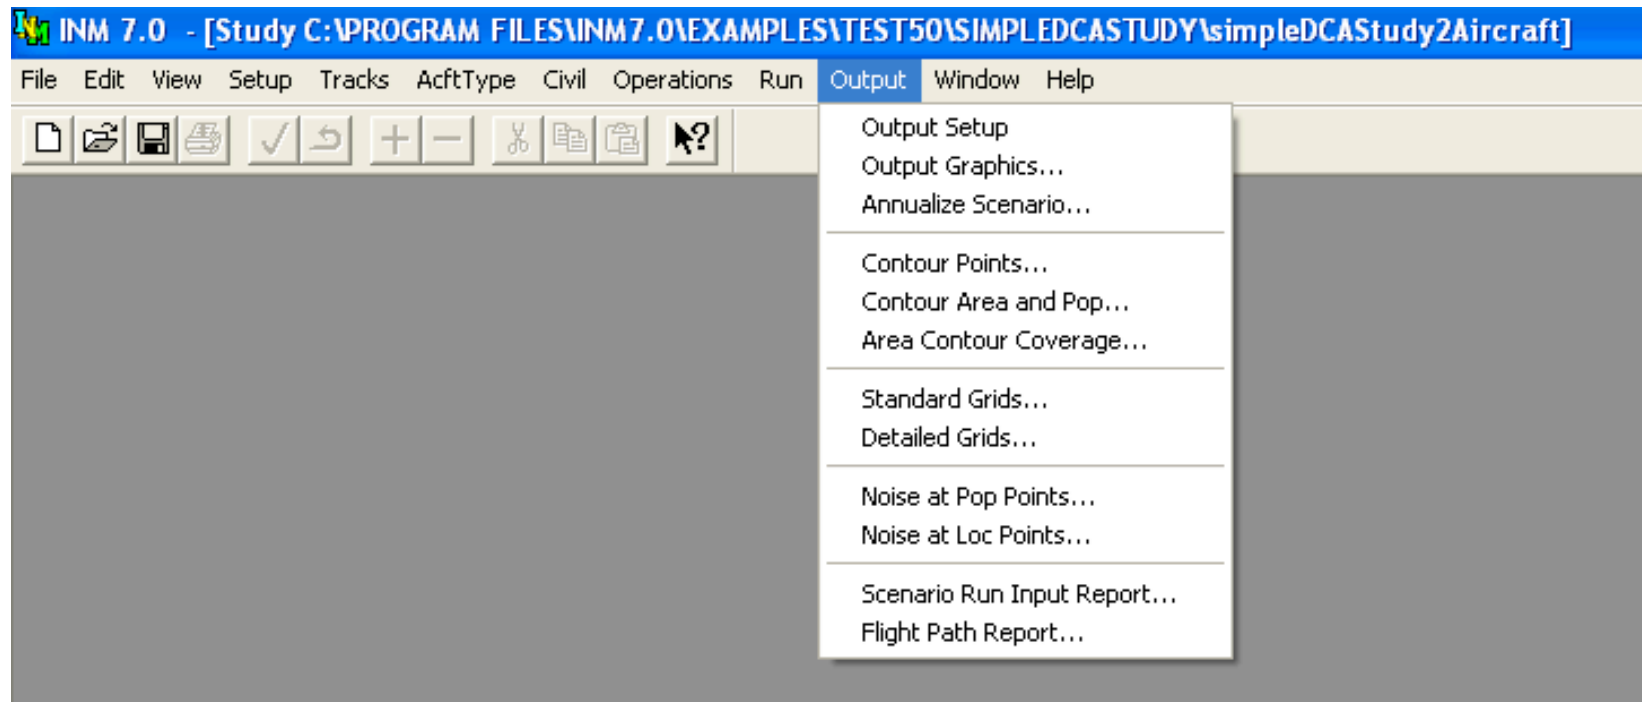 INM 7.0 - [Study C:\PROGRAM FILES\INM7.0\EXAMPLES\TEST50\SIMPLEDCASTUDY\simpleDCAStudy2Aircraft]
File Edit View Setup Tracks AcftType Civil Operations Run Output Window Help
Output Setup
Output Graphics...
Annualize Scenario...
Contour Points...
Contour Area and Pop...
Area Contour Coverage...
Standard Grids...
Detailed Grids...
Noise at Pop Points...
Noise at Loc Points...
Scenario Run Input Report...
Flight Path Report...